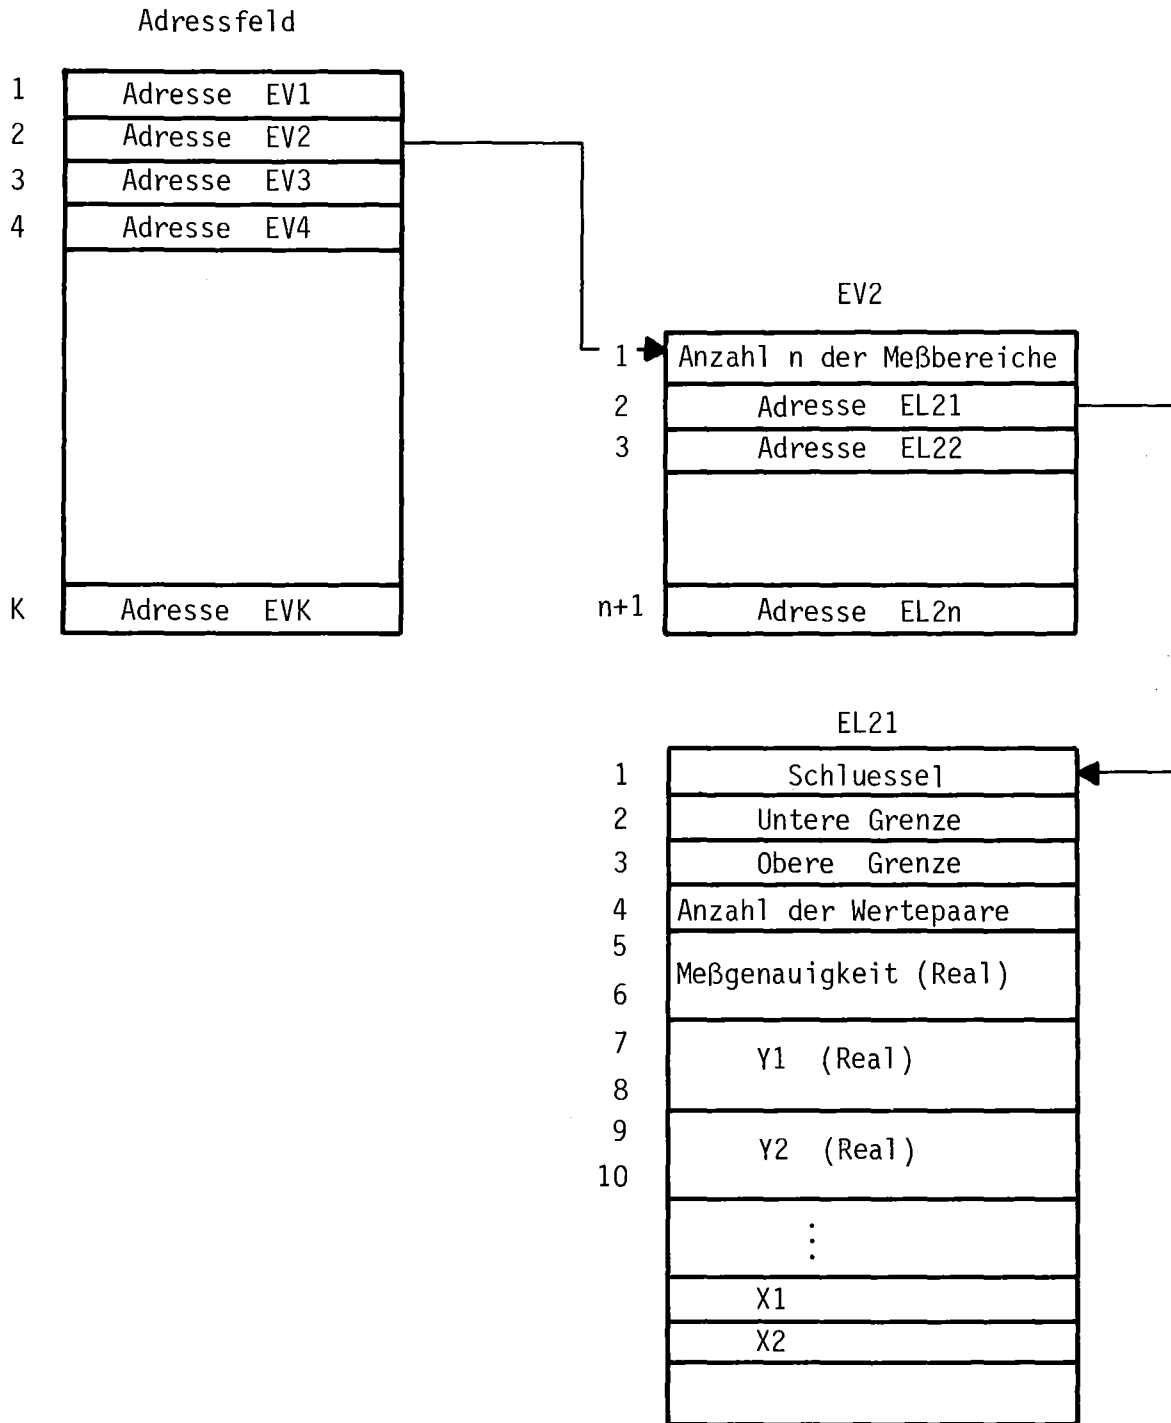 Adressfeld
1 Adresse EV1
2 Adresse EV2
3 Adresse EV3
4 Adresse EV4
K Adresse EVK
EV2
1 Anzahl n der Meßbereiche
2 Adresse EL21
3 Adresse EL22
n+1 Adresse EL2n
EL21
1 Schluessel
2 Untere Grenze
3 Obere Grenze
4 Anzahl der Wertepaare
5
Meßgenauigkeit (Real)
6
7
Y1 (Real)
8
9
Y2 (Real)
10
⋮
X1
X2